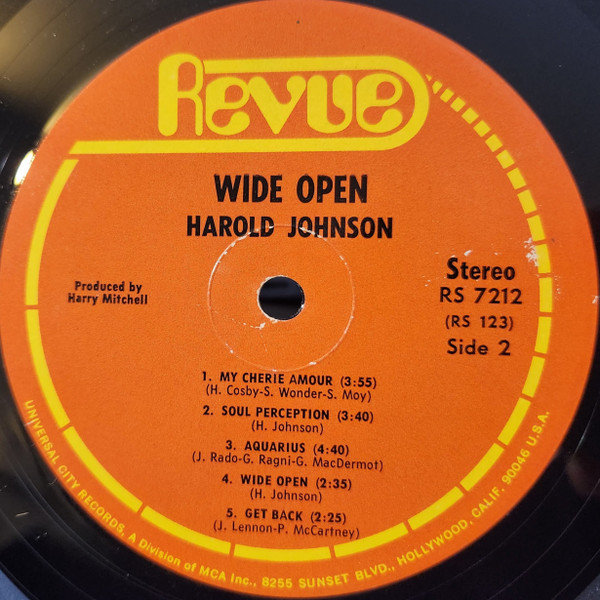 Revue
WIDE OPEN
HAROLD JOHNSON
Produced by
Harry Mitchell
Stereo
RS 7212
(RS 123)
Side 2
1. MY CHERIE AMOUR (3:55)
(H. Cosby-S. Wonder-S. Moy)
2. SOUL PERCEPTION (3:40)
(H. Johnson)
3. AQUARIUS (4:40)
(J. Rado-G. Ragni-G. MacDermot)
4. WIDE OPEN (2:35)
(H. Johnson)
5. GET BACK (2:25)
(J. Lennon-P. McCartney)
UNIVERSAL CITY RECORDS, A Division of MCA Inc., 8255 SUNSET BLVD., HOLLYWOOD, CALIF. 90046 U.S.A.